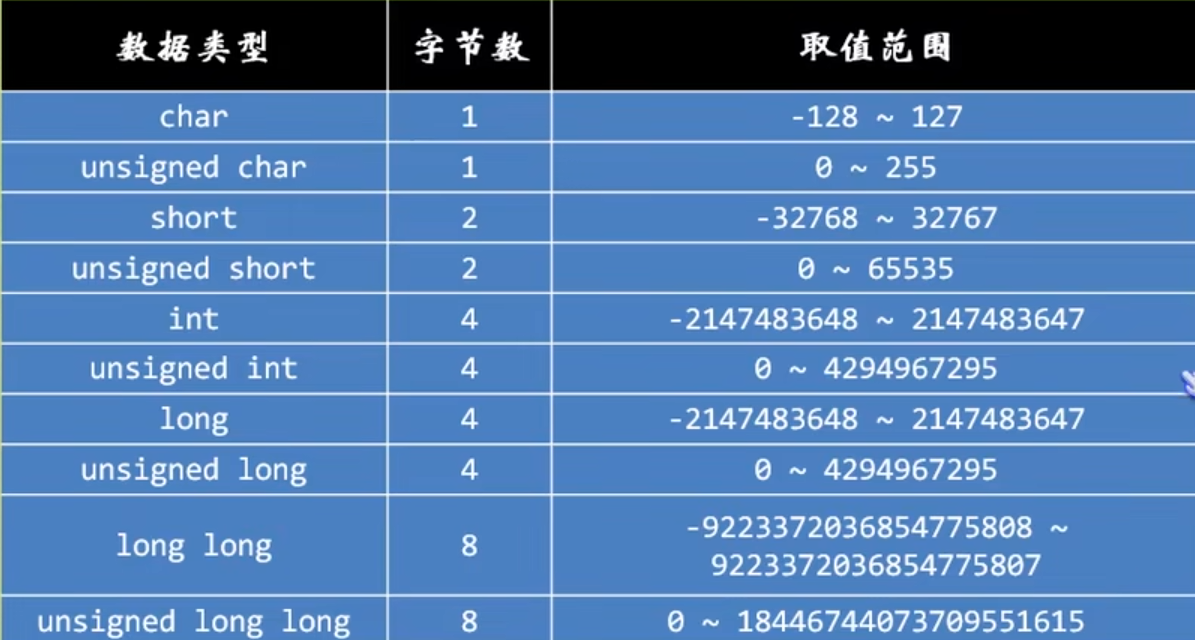 数据类型 字节数 取值范围
char 1 -128 ~ 127
unsigned char 1 0 ~ 255
short 2 -32768 ~ 32767
unsigned short 2 0 ~ 65535
int 4 -2147483648 ~ 2147483647
unsigned int 4 0 ~ 4294967295
long 4 -2147483648 ~ 2147483647
unsigned long 4 0 ~ 4294967295
long long 8 -9223372036854775808 ~
9223372036854775807
unsigned long long 8 0 ~ 18446744073709551615